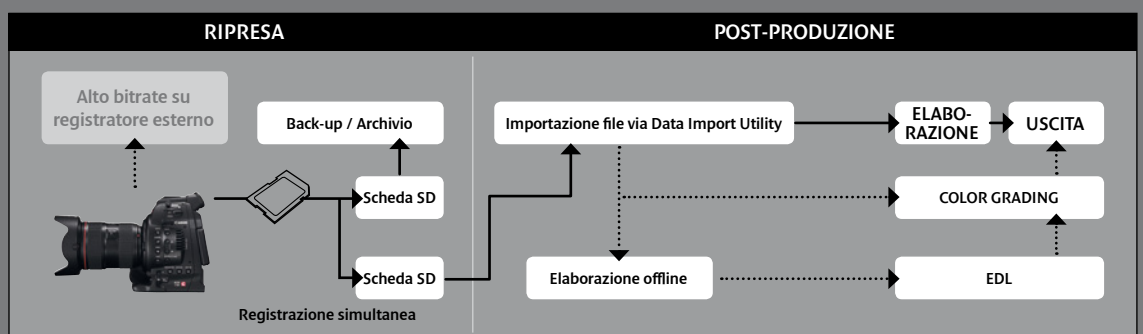 RIPRESA
POST-PRODUZIONE
Alto bitrate su
registratore esterno
Back-up / Archivio
Scheda SD
Scheda SD
Registrazione simultanea
Importazione file via Data Import Utility
ELABO-
RAZIONE
USCITA
COLOR GRADING
Elaborazione offline
EDL